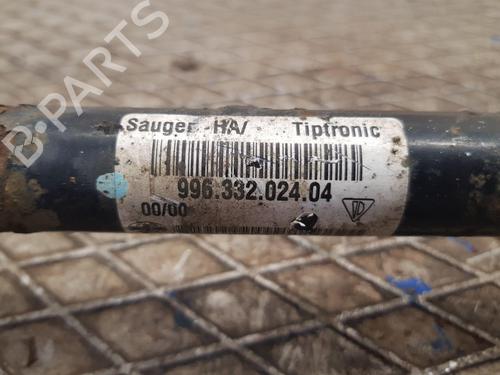 B-PARTS
Sauger HA/ Tiptronic
996.332.024.04
00/00